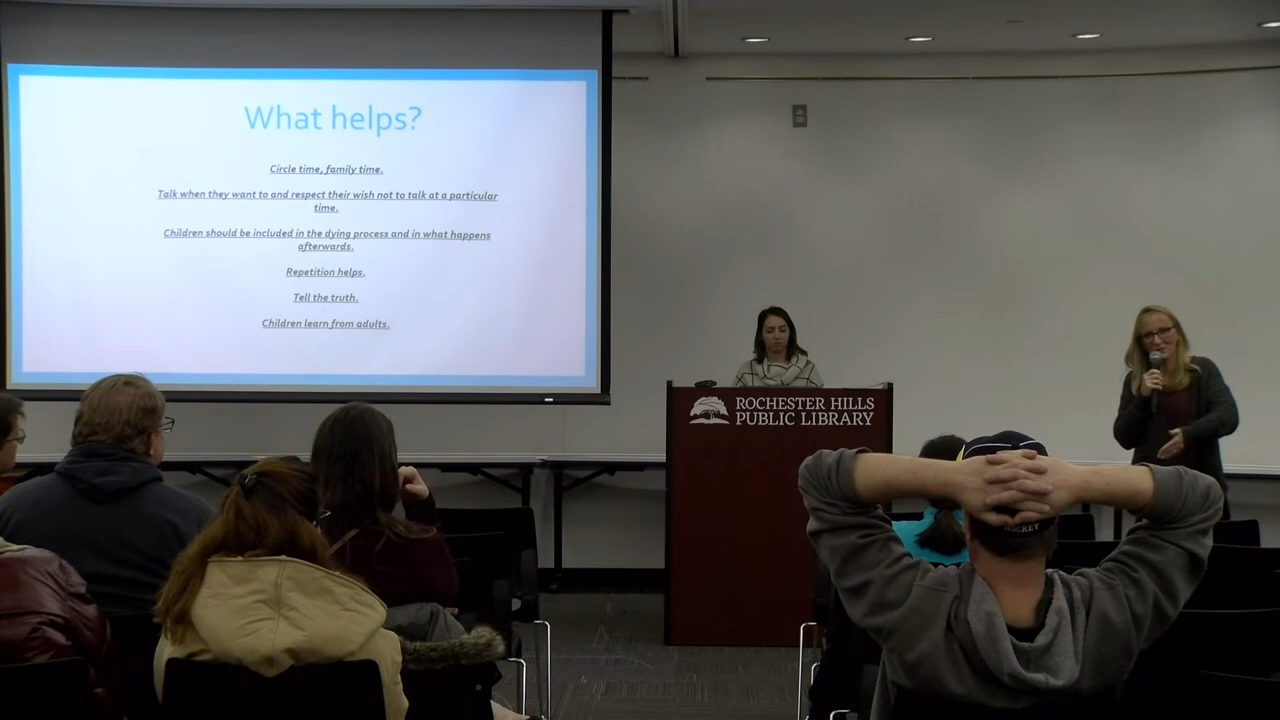 What helps?
Circle time, family time.
Talk when they want to and respect their wish not to talk at a particular
time.
Children should be included in the dying process and in what happens
afterwards.
Repetition helps.
Tell the truth.
Children learn from adults.
ROCHESTER HILLS
PUBLIC LIBRARY
HOCKEY